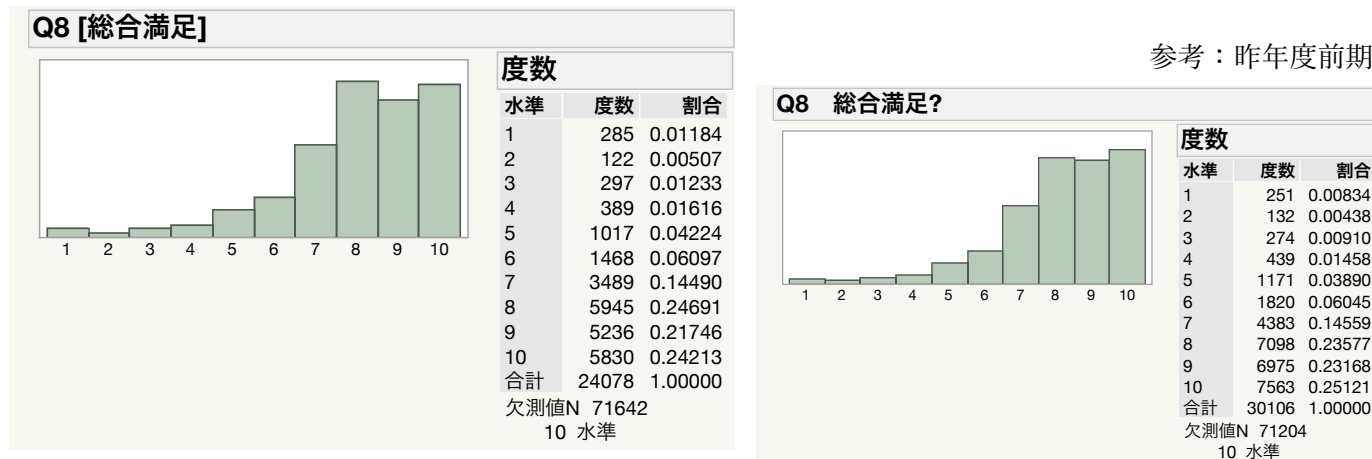 Q8 [総合満足]
度数
水準 度数 割合
1 285 0.01184
2 122 0.00507
3 297 0.01233
4 389 0.01616
5 1017 0.04224
6 1468 0.06097
7 3489 0.14490
8 5945 0.24691
9 5236 0.21746
10 5830 0.24213
合計 24078 1.00000
欠測値N 71642
10 水準
1 2 3 4 5 6 7 8 9 10
参考：昨年度前期
Q8 総合満足?
度数
水準 度数 割合
1 251 0.00834
2 132 0.00438
3 274 0.00910
4 439 0.01458
5 1171 0.03890
6 1820 0.06045
7 4383 0.14559
8 7098 0.23577
9 6975 0.23168
10 7563 0.25121
合計 30106 1.00000
欠測値N 71204
10 水準
1 2 3 4 5 6 7 8 9 10